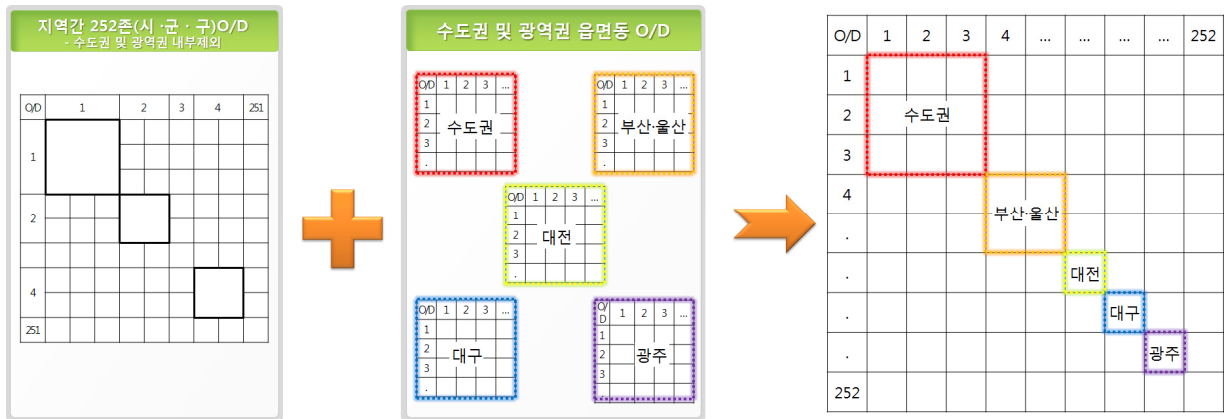 지역간 252존(시·군·구)O/D
- 수도권 및 광역권 내부제외
O/D 1 2 3 4 251
1
2
4
251
수도권 및 광역권 읍면동 O/D
O/D 1 2 3 ...
1
2 수도권
3
.
O/D 1 2 3 ...
1
2 부산·울산
3
.
O/D 1 2 3 ...
1
2 대전
3
.
O/D 1 2 3 ...
1
2
대구
3
.
O/D 1 2 3 ...
1
2 광주
3
.
O/D 1 2 3 4 ... ... ... ... 252
1
2 수도권
3
4
부산·울산
.
. 대전
. 대구
. 광주
252